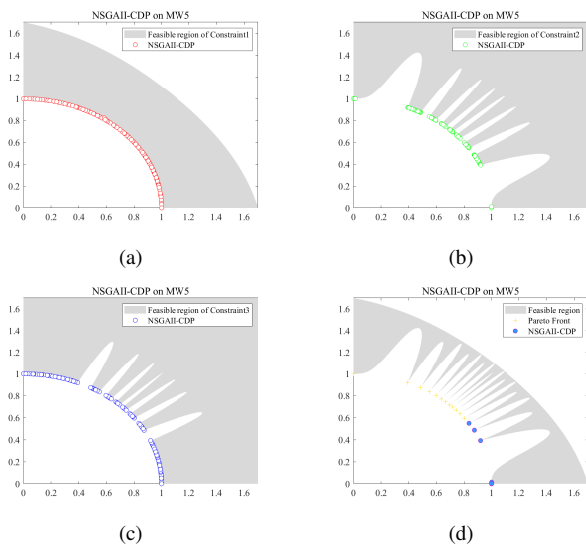 NSGAII-CDP on MW5
Feasible region of Constraint1
NSGAII-CDP
1.6
1.4
1.2
1
0.8
0.6
0.4
0.2
0
0 0.2 0.4 0.6 0.8 1 1.2 1.4 1.6
(a)
NSGAII-CDP on MW5
Feasible region of Constraint2
NSGAII-CDP
1.6
1.4
1.2
1
0.8
0.6
0.4
0.2
0
0 0.2 0.4 0.6 0.8 1 1.2 1.4 1.6
(b)
NSGAII-CDP on MW5
Feasible region of Constraint3
NSGAII-CDP
1.6
1.4
1.2
1
0.8
0.6
0.4
0.2
0
0 0.2 0.4 0.6 0.8 1 1.2 1.4 1.6
(c)
NSGAII-CDP on MW5
Feasible region
Pareto Front
NSGAII-CDP
1.6
1.4
1.2
1
0.8
0.6
0.4
0.2
0
0 0.2 0.4 0.6 0.8 1 1.2 1.4 1.6
(d)